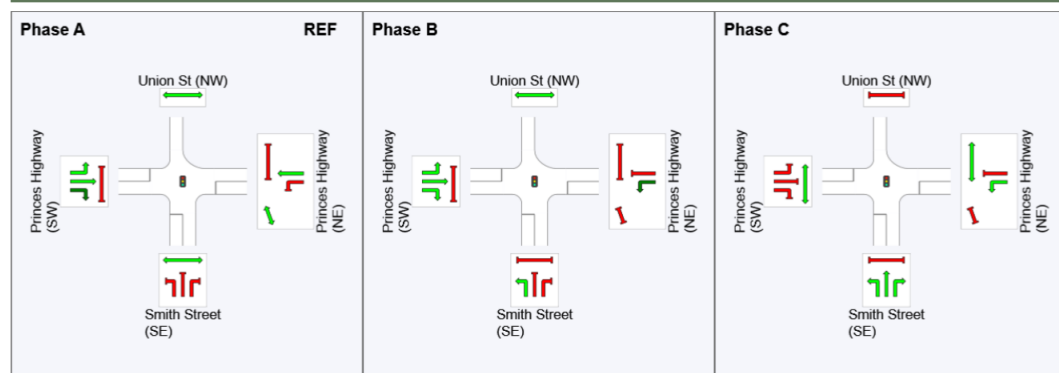 Phase A REF
Union St (NW)
Princes Highway
(SW)
Princes Highway
(NE)
Smith Street
(SE)
Phase B
Union St (NW)
Princes Highway
(SW)
Princes Highway
(NE)
Smith Street
(SE)
Phase C
Union St (NW)
Princes Highway
(SW)
Princes Highway
(NE)
Smith Street
(SE)